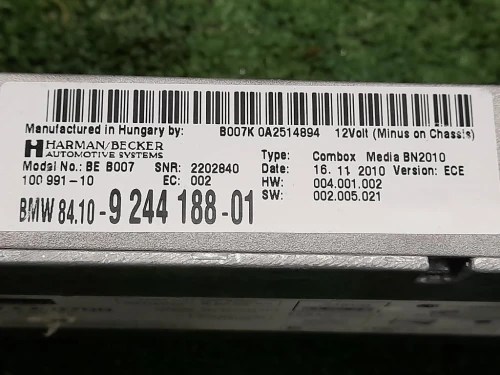 Manufactured in Hungary by: B007K 0A2514894 12Volt (Minus on Chassis)
HARMAN/BECKER
AUTOMOTIVE SYSTEMS
Type: Combox Media BN2010
Model No.: BE B007 SNR: 2202840 Date: 16. 11 2010 Version: ECE
100 991-10 EC: 002 HW: 004.001.002
BMW 84.10-9 244 188-01 SW: 002.005.021